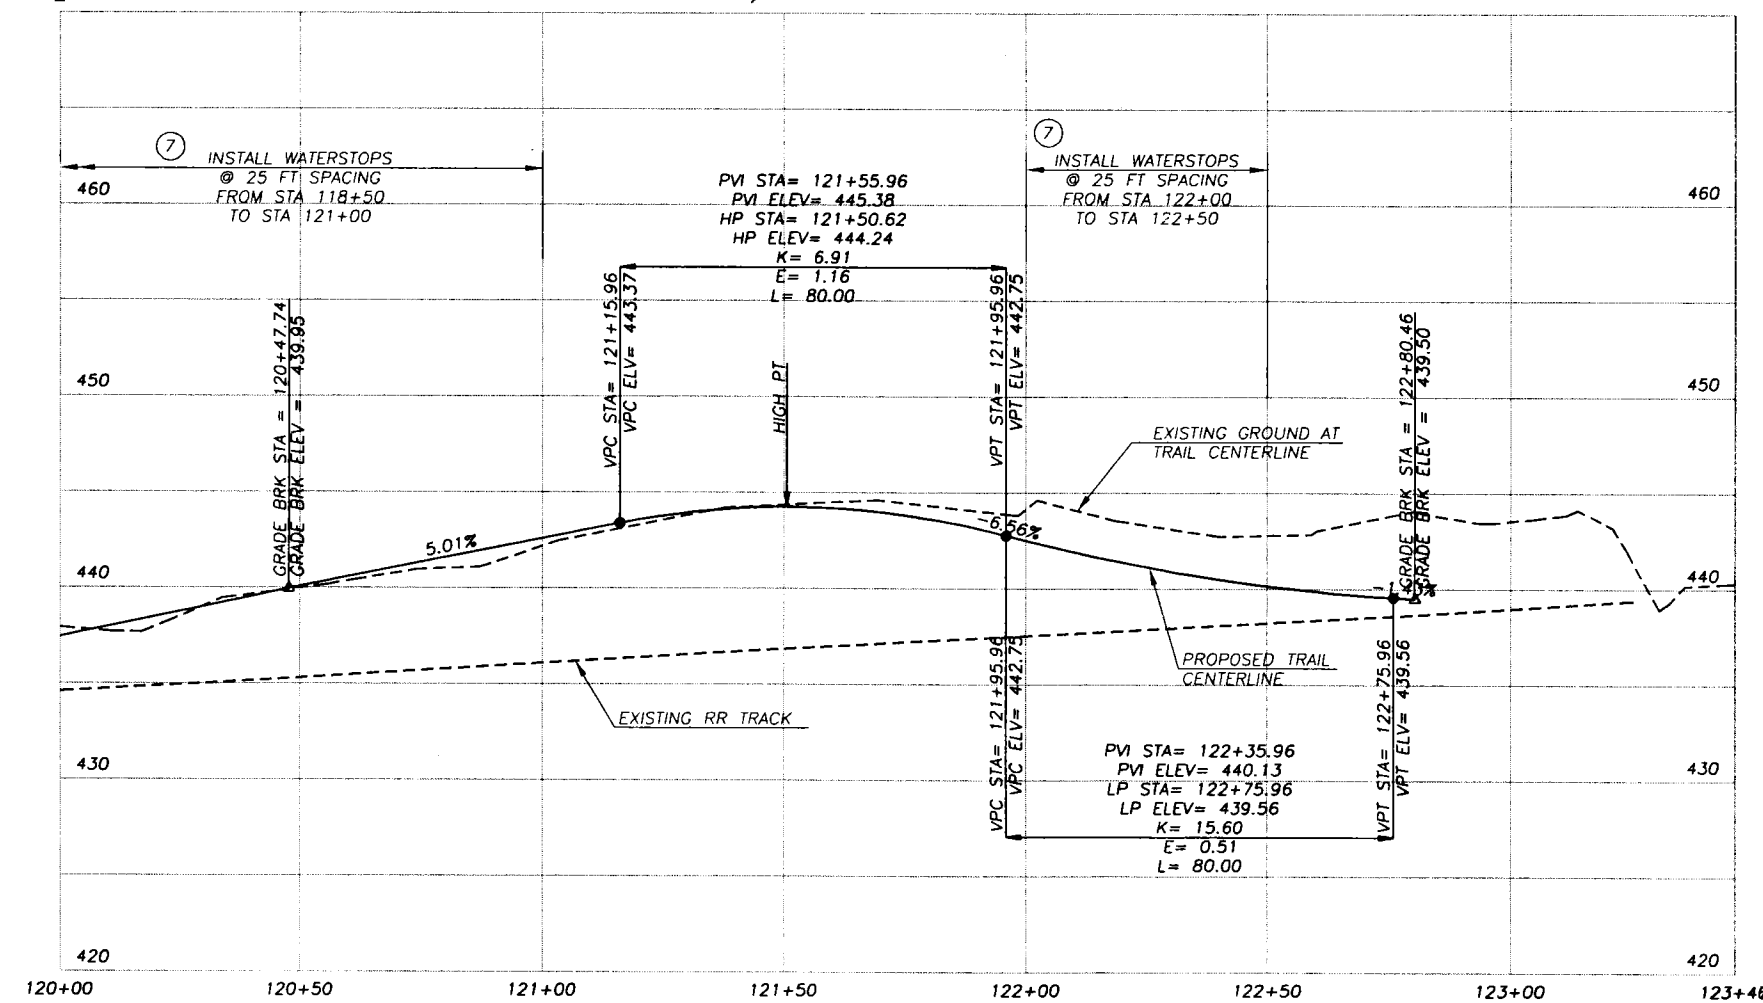 7
INSTALL WATERSTOPS
@ 25 FT SPACING
FROM STA 118+50
TO STA 121+00
7
INSTALL WATERSTOPS
@ 25 FT SPACING
FROM STA 122+00
TO STA 122+50
PVI STA= 121+55.96
PVI ELEV= 445.38
HP STA= 121+50.62
HP ELEV= 444.24
K= 6.91
E= 1.16
L= 80.00
460
460
450
450
440
440
430
430
420
420
GRADE BRK STA = 120+47.74
GRADE BRK ELEV = 439.95
5.01%
VPC STA= 121+15.96
VPC ELV= 443.37
HIGH PT
VPT STA= 121+95.96
VPT ELV= 442.75
-6.56%
EXISTING GROUND AT
TRAIL CENTERLINE
GRADE BRK STA = 122+80.46
GRADE BRK ELEV = 439.50
PROPOSED TRAIL
CENTERLINE
EXISTING RR TRACK
VPC STA= 121+95.96
VPC ELV= 442.75
PVI STA= 122+35.96
PVI ELEV= 440.13
LP STA= 122+75.96
LP ELEV= 439.56
K= 15.60
E= 0.51
L= 80.00
VPT STA= 122+75.96
VPT ELV= 439.56
120+00
120+50
121+00
121+50
122+00
122+50
123+00